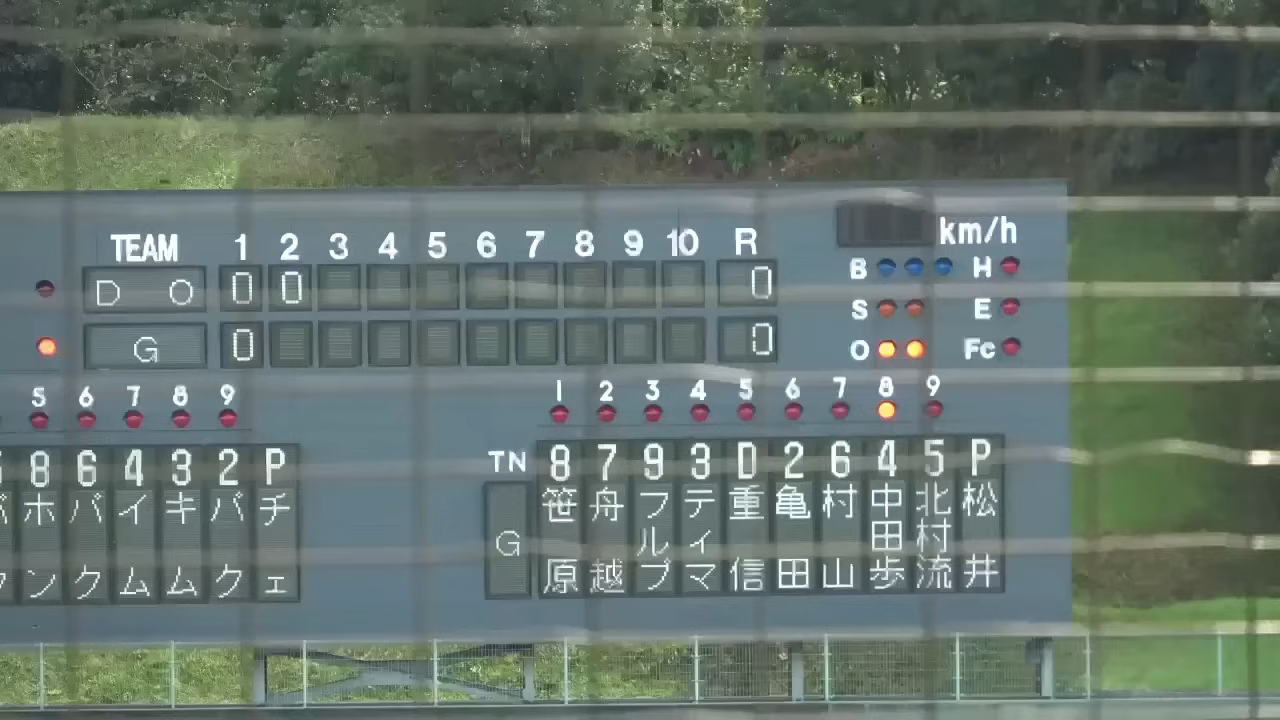 TEAM 1 2 3 4 5 6 7 8 9 10 R km/h
D O 0 0 0 B H
S E
G 0 0 O Fc
5 6 7 8 9 1 2 3 4 5 6 7 8 9
8 6 4 3 2 P TN 8 7 9 3 D 2 6 4 5 P
ホン パク イム キム パク チェ G 笹原 舟越 フルプ ティマ 重信 亀田 村山 中田歩 北村流 松井